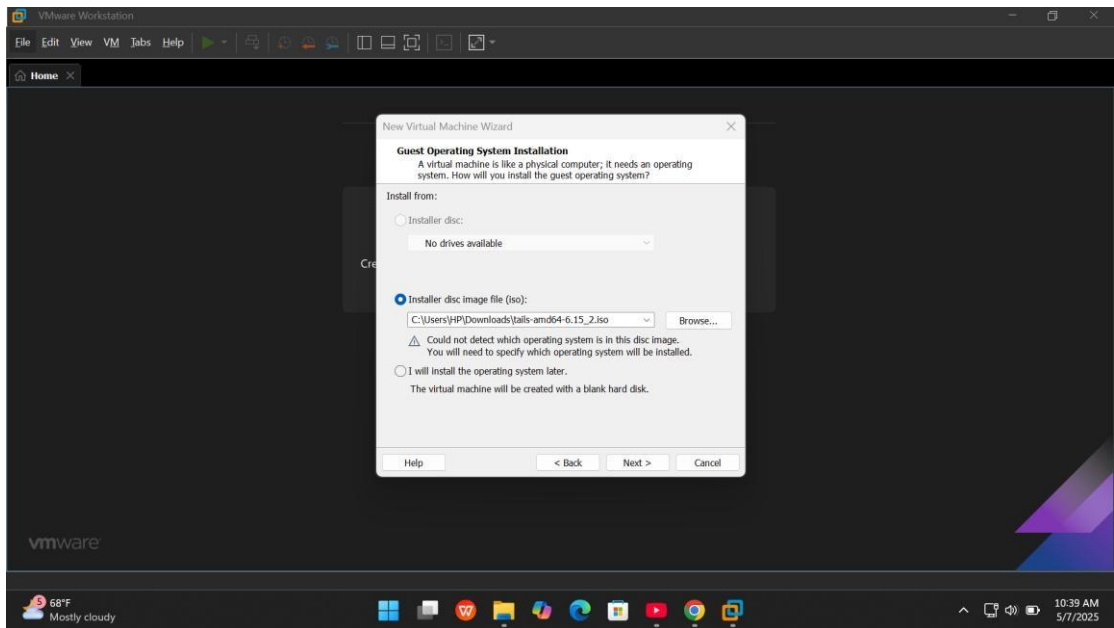 VMware Workstation
File Edit View VM Tabs Help
Home
New Virtual Machine Wizard
Guest Operating System Installation
A virtual machine is like a physical computer; it needs an operating
system. How will you install the guest operating system?
Install from:
Installer disc:
No drives available
Cre
Installer disc image file (iso):
C:\Users\HP\Downloads\tails-amd64-6.15_2.iso
Browse...
Could not detect which operating system is in this disc image.
You will need to specify which operating system will be installed.
I will install the operating system later.
The virtual machine will be created with a blank hard disk.
Help < Back Next > Cancel
vmware
5
68°F
Mostly cloudy
10:39 AM
5/7/2025